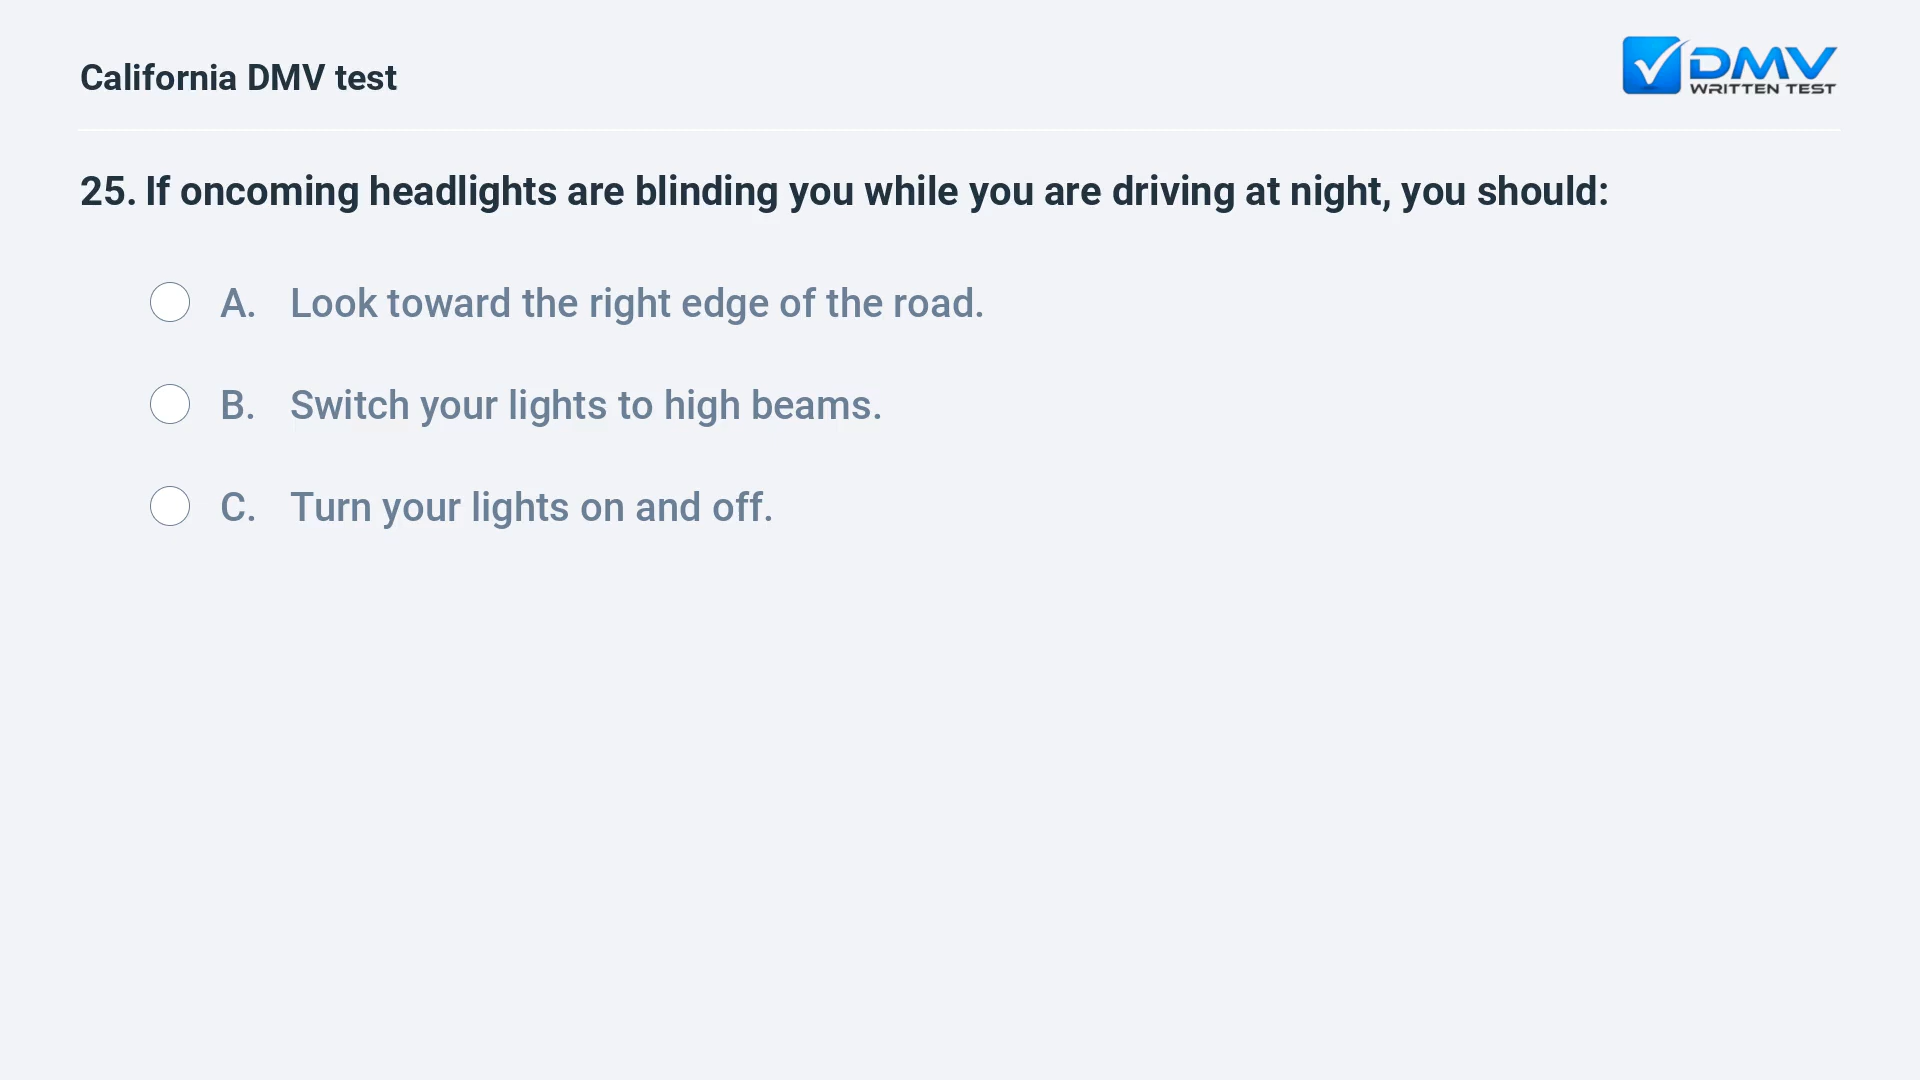 California DMV test
DMV
WRITTEN TEST
25. If oncoming headlights are blinding you while you are driving at night, you should:
A. Look toward the right edge of the road.
B. Switch your lights to high beams.
C. Turn your lights on and off.